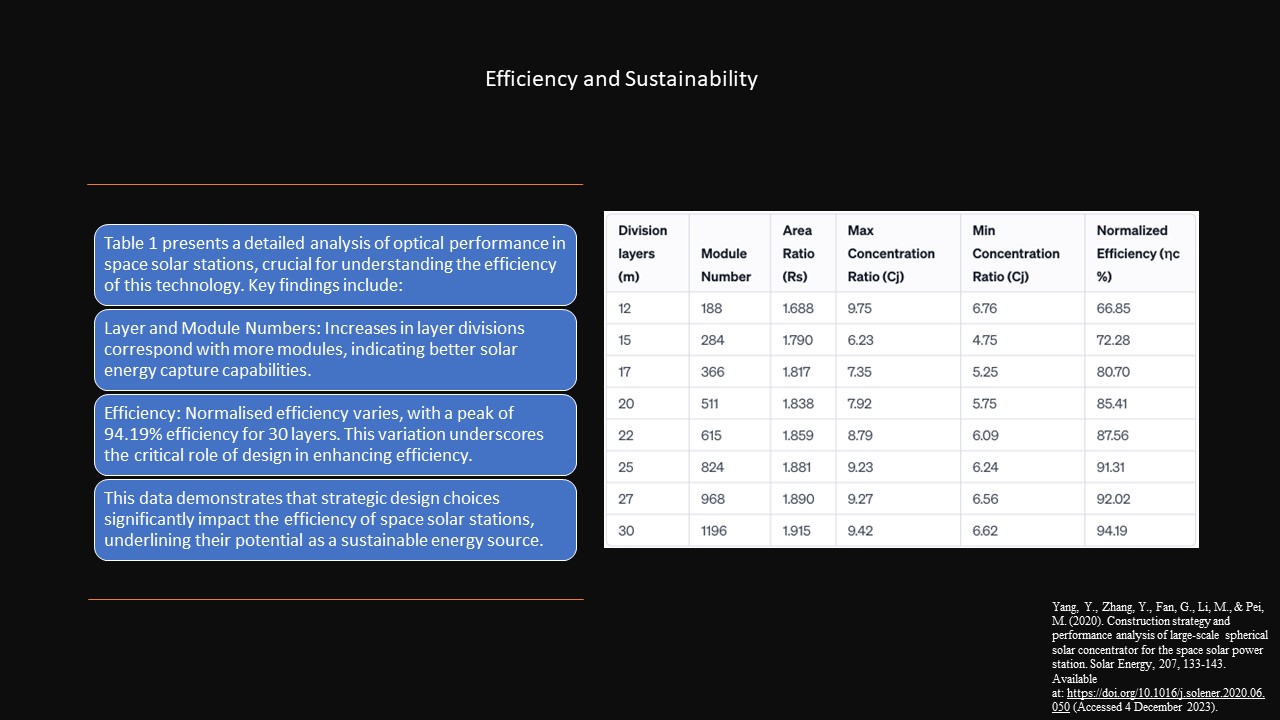 Efficiency and Sustainability
Table 1 presents a detailed analysis of optical performance in
space solar stations, crucial for understanding the efficiency
of this technology. Key findings include:
Layer and Module Numbers: Increases in layer divisions
correspond with more modules, indicating better solar
energy capture capabilities.
Efficiency: Normalised efficiency varies, with a peak of
94.19% efficiency for 30 layers. This variation underscores
the critical role of design in enhancing efficiency.
This data demonstrates that strategic design choices
significantly impact the efficiency of space solar stations,
underlining their potential as a sustainable energy source.
Division layers (m) Module Number Area Ratio (Rs) Max Concentration Ratio (Cj) Min Concentration Ratio (Cj) Normalized Efficiency (ηc %)
12 188 1.688 9.75 6.76 66.85
15 284 1.790 6.23 4.75 72.28
17 366 1.817 7.35 5.25 80.70
20 511 1.838 7.92 5.75 85.41
22 615 1.859 8.79 6.09 87.56
25 824 1.881 9.23 6.24 91.31
27 968 1.890 9.27 6.56 92.02
30 1196 1.915 9.42 6.62 94.19
Yang, Y., Zhang, Y., Fan, G., Li, M., & Pei,
M. (2020). Construction strategy and
performance analysis of large-scale spherical
solar concentrator for the space solar power
station. Solar Energy, 207, 133-143.
Available
at: https://doi.org/10.1016/j.solener.2020.06.
050 (Accessed 4 December 2023).